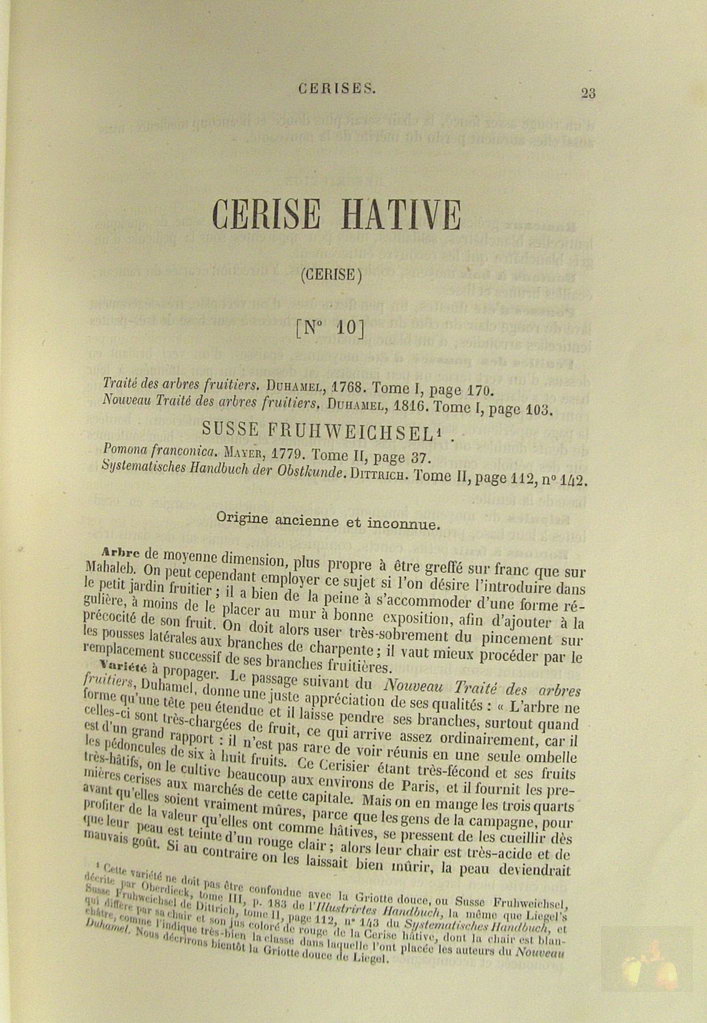 CERISES.
23
CERISE HATIVE
(CERISE)
[N° 10]
Traité des arbres fruitiers. DUHAMEL, 1768. Tome I, page 170.
Nouveau Traité des arbres fruitiers. DUHAMEL, 1816. Tome I, page 103.
SUSSE FRUHWEICHSEL¹ .
Pomona franconica. MAYER, 1779. Tome II, page 37.
Systematisches Handbuch der Obstkunde. DITTRICH. Tome II, page 112, n° 142.
Origine ancienne et inconnue.
Arbre de moyenne dimension, plus propre à être greffé sur franc que sur
Mahaleb. On peut cependant employer ce sujet si l'on désire l'introduire dans
le petit jardin fruitier ; il a bien de la peine à s'accommoder d'une forme ré-
gulière, à moins de le placer au mur à bonne exposition, afin d'ajouter à la
précocité de son fruit. On doit alors user très-sobrement du pincement sur
les pousses latérales aux branches de charpente ; il vaut mieux procéder par le
remplacement successif de ses branches fruitières.
Variété à propager. Le passage suivant du Nouveau Traité des arbres
fruitiers, Duhamel, donne une juste appréciation de ses qualités : « L'arbre ne
forme qu'une tête peu étendue et il laisse pendre ses branches, surtout quand
celles-ci sont très-chargées de fruit, ce qui arrive assez ordinairement, car il
est d'un grand rapport : il n'est pas rare de voir réunis en une seule ombelle
les pédoncules de six à huit fruits. Ce Cerisier étant très-fécond et ses fruits
très-hâtifs, on le cultive beaucoup aux environs de Paris, et il fournit les pre-
mières cerises aux marchés de cette capitale. Mais on en mange les trois quarts
avant qu'elles soient vraiment mûres, parce que les gens de la campagne, pour
profiter de la valeur qu'elles ont comme hâtives, se pressent de les cueillir dès
que leur peau est teinte d'un rouge clair ; alors leur chair est très-acide et de
mauvais goût. Si au contraire on les laissait bien mûrir, la peau deviendrait
¹ Cette variété ne doit pas être confondue avec la Griotte douce, ou Susse Fruhweichsel,
décrite par Oberdieck, tome III, p. 183 de l'Illustrirtes Handbuch, la même que Liegel's
Susse Fruhweichsel de Dittrich, tome II, page 112, n° 143 du Systematisches Handbuch, et
qui diffère par sa chair et son jus coloré de rouge de la Cerise hâtive, dont la chair est blan-
châtre, comme l'indique très-bien la classe dans laquelle l'ont placée les auteurs du Nouveau
Duhamel. Nous décrirons bientôt la Griotte douce de Liegel.